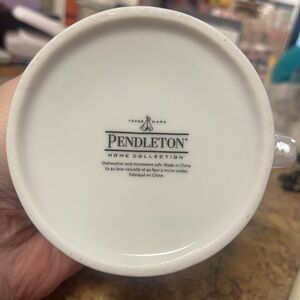 TRADE MARK
PENDLETON
HOME COLLECTION
Dishwasher and microwave safe. Made in China
Va au lave-vaisselle et au four à micro-ondes
Fabriqué en Chine